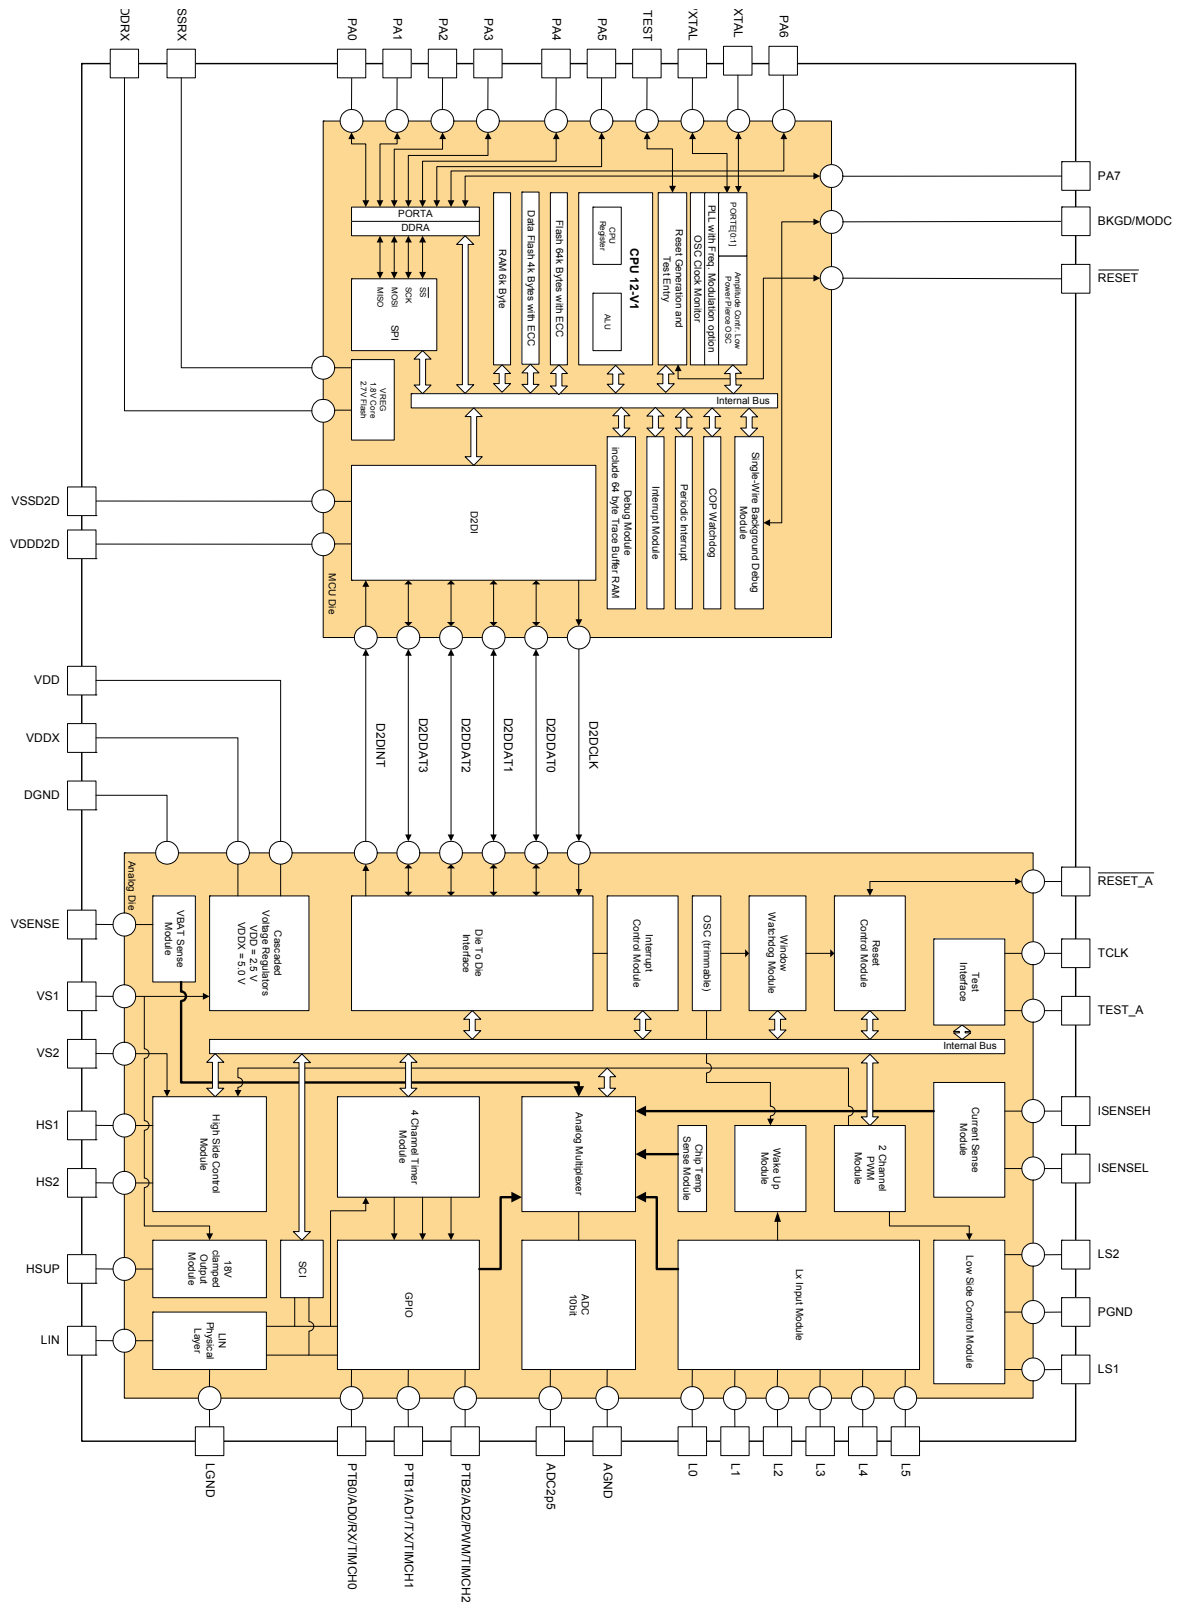 DDRX
SSRX
PA0
PA1
PA2
PA3
PA4
PA5
TEST
'XTAL
XTAL
PA6
PA7
BKGD/MODC
RESET
PORTA
DDRA
SS
SCK
MOSI
MISO
SPI
VREG
1.8V Core
2.7V Flash
RAM 6k Byte
Data Flash 4k Bytes with ECC
Flash 64k Bytes with ECC
CPU 12-V1
CPU
Register
ALU
Reset Generation and
Test Entry
PORTE[0:1]
Amplitude Contr. Low
Power Pierce OSC
PLL with Freq. Modulation option
OSC Clock Monitor
Internal Bus
D2DI
Debug Module
include 64 byte Trace Buffer RAM
Interrupt Module
Periodic Interrupt
COP Watchdog
Single-Wire Background Debug
Module
MCU Die
VSSD2D
VDDD2D
VDD
VDDX
DGND
D2DINT
D2DDAT3
D2DDAT2
D2DDAT1
D2DDAT0
D2DCLK
Analog Die
VSENSE
VS1
VS2
HS1
HS2
HSUP
LIN
VBAT Sense
Module
Cascaded
Voltage Regulators
VDD = 2.5 V
VDDX = 5.0 V
Die To Die
Interface
Interrupt
Control Module
OSC (trimmable)
Window
Watchdog Module
Reset
Control Module
Test
Interface
RESET_A
TCLK
TEST_A
Internal Bus
High Side Control
Module
4 Channel Timer
Module
Analog Multiplexer
Chip Temp
Sense Module
Wake Up
Module
2 Channel
PWM
Module
Current Sense
Module
ISENSEH
ISENSEL
18V
clamped
Output
Module
SCI
GPIO
ADC
10bit
Lx Input Module
Low Side Control Module
LS2
PGND
LS1
LIN
Physical
Layer
LGND
PTB0/AD0/RX/TIMCH0
PTB1/AD1/TX/TIMCH1
PTB2/AD2/PWM/TIMCH2
ADC2p5
AGND
L0
L1
L2
L3
L4
L5